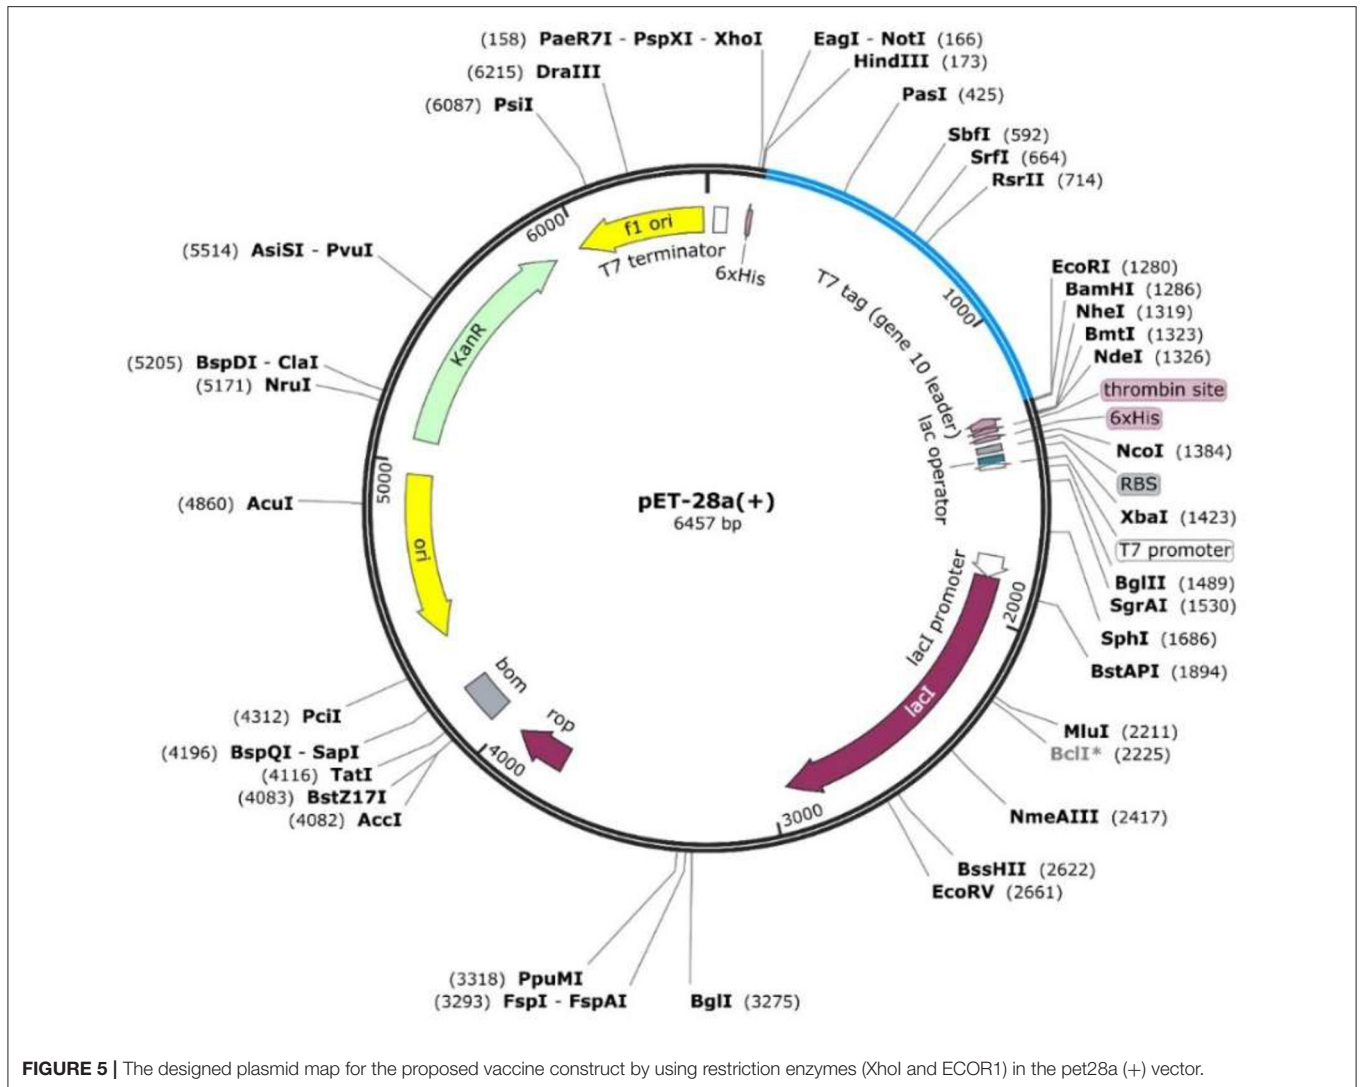 (158) PaeR7I - PspXI - XhoI
(6215) DraIII
(6087) PsiI
EagI - NotI (166)
HindIII (173)
PasI (425)
SbfI (592)
SrfI (664)
RsrII (714)
(5514) AsiSI - PvuI
(5205) BspDI - ClaI
(5171) NruI
(4860) AcuI
6000
f1 ori
T7 terminator
6xHis
KanR
T7 tag (gene 10 leader)
1000
EcoRI (1280)
BamHI (1286)
NheI (1319)
BmtI (1323)
NdeI (1326)
thrombin site
6xHis
NcoI (1384)
RBS
XbaI (1423)
T7 promoter
BglII (1489)
SgrAI (1530)
SphI (1686)
BstAPI (1894)
lac operator
5000
pET-28a(+)
6457 bp
ori
lacI promoter
2000
lacI
bom
rop
4000
3000
(4312) PciI
(4196) BspQI - SapI
(4116) TatI
(4083) BstZ17I
(4082) AccI
MluI (2211)
BclI* (2225)
NmeAIII (2417)
BssHII (2622)
EcoRV (2661)
(3318) PpuMI
(3293) FspI - FspAI
BglI (3275)
FIGURE 5 | The designed plasmid map for the proposed vaccine construct by using restriction enzymes (XhoI and ECOR1) in the pet28a (+) vector.